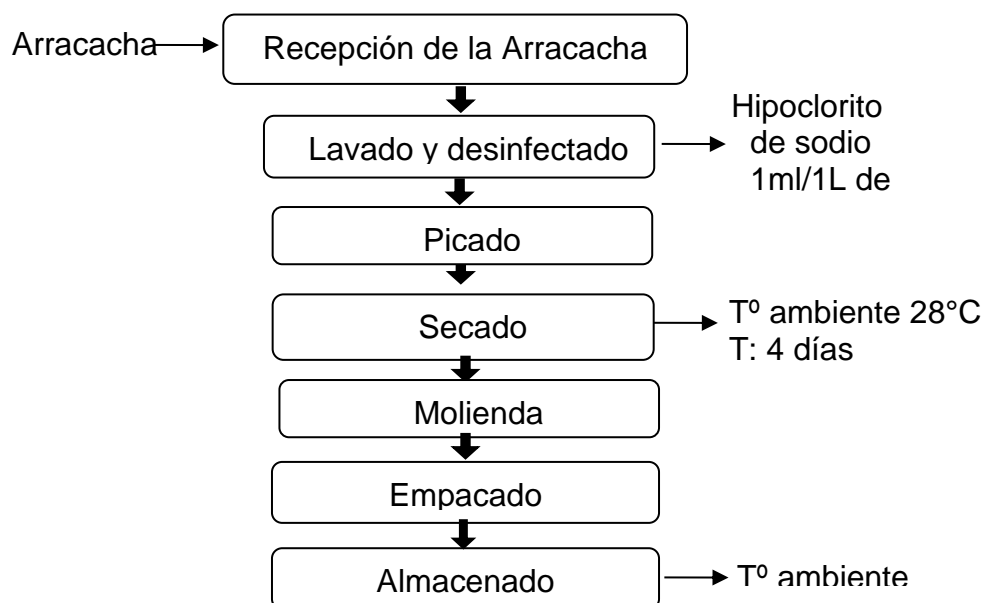 Arracacha
Recepción de la Arracacha
Lavado y desinfectado
Hipoclorito
de sodio
1ml/1L de
Picado
Secado
Tº ambiente 28°C
T: 4 días
Molienda
Empacado
Almacenado
Tº ambiente